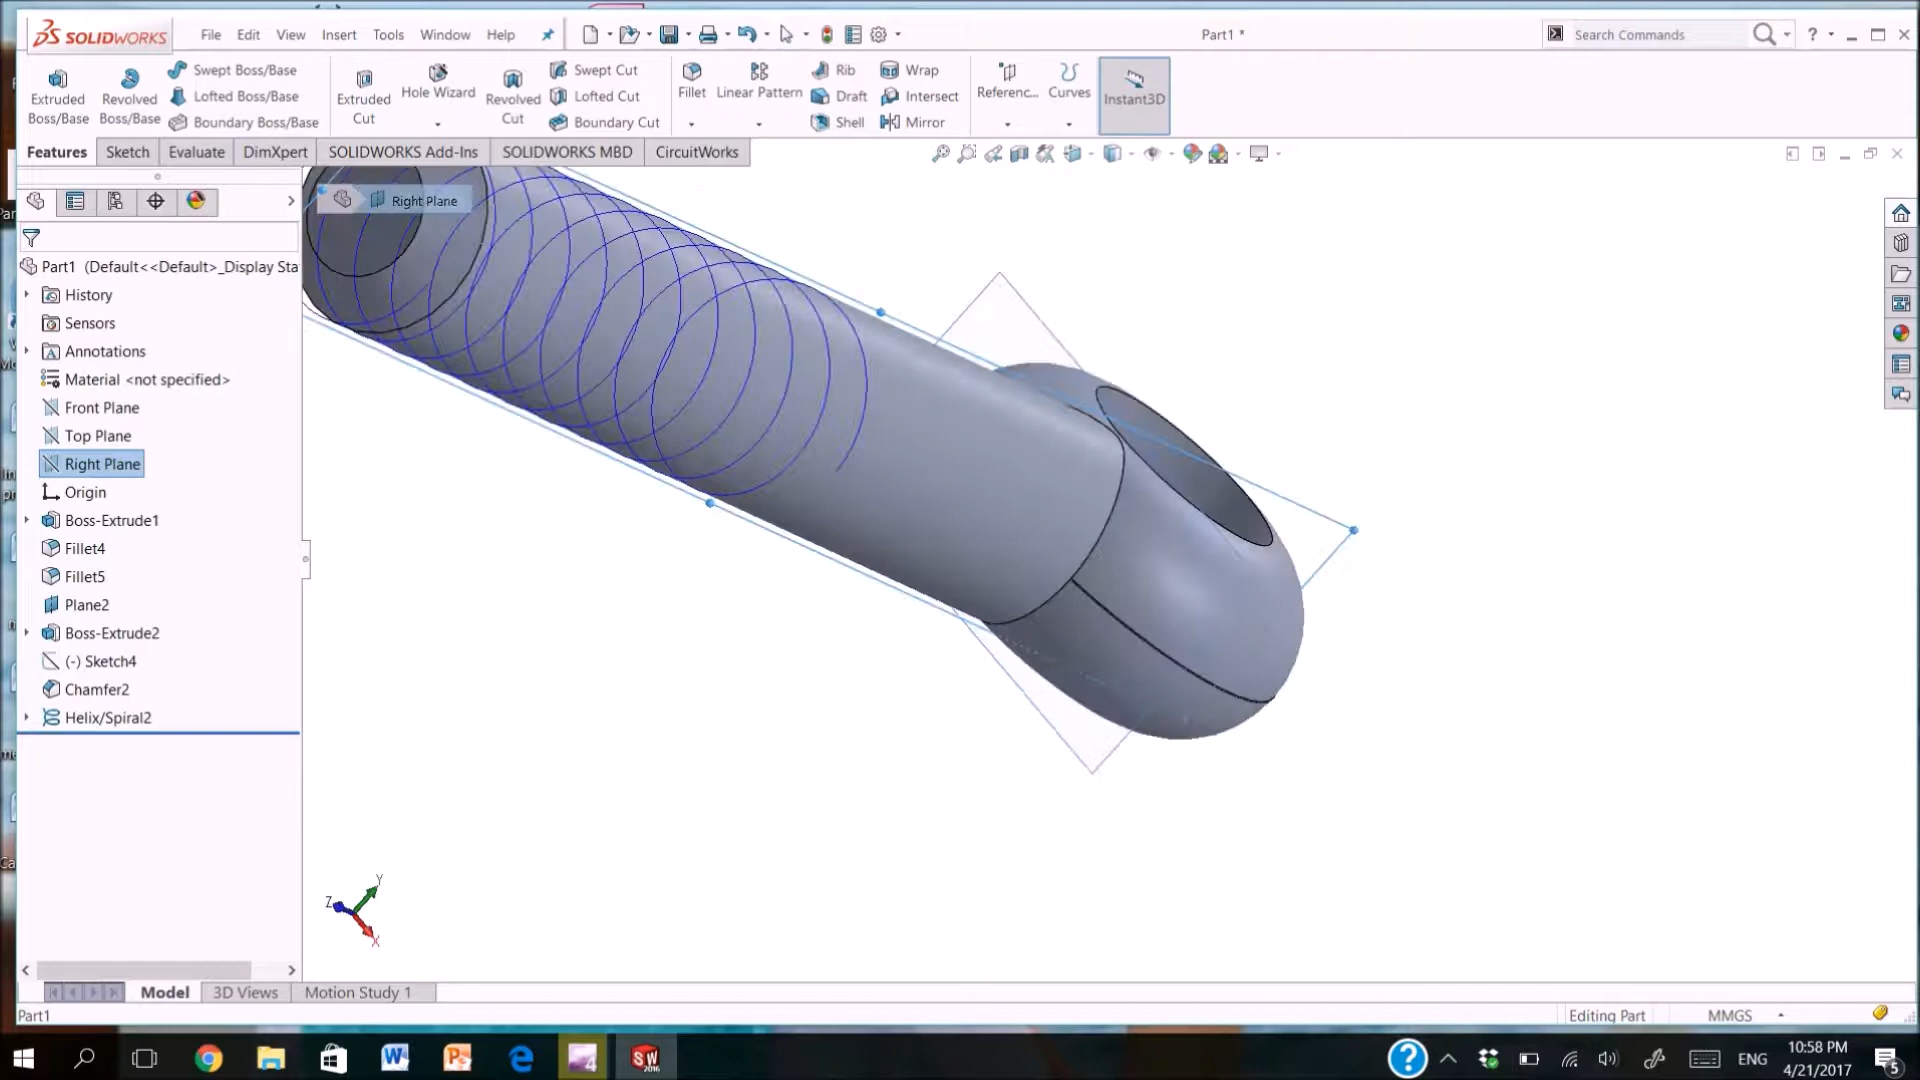 SOLIDWORKS File Edit View Insert Tools Window Help Part1 * Search Commands ?
Extruded Boss/Base
Revolved Boss/Base
Swept Boss/Base
Lofted Boss/Base
Boundary Boss/Base
Extruded Cut
Hole Wizard
Revolved Cut
Swept Cut
Lofted Cut
Boundary Cut
Fillet
Linear Pattern
Rib
Draft
Shell
Wrap
Intersect
Mirror
Referenc...
Curves
Instant3D
Features Sketch Evaluate DimXpert SOLIDWORKS Add-Ins SOLIDWORKS MBD CircuitWorks
Right Plane
Part1 (Default<<Default>_Display Sta
History
Sensors
Annotations
Material <not specified>
Front Plane
Top Plane
Right Plane
Origin
Boss-Extrude1
Fillet4
Fillet5
Plane2
Boss-Extrude2
(-) Sketch4
Chamfer2
Helix/Spiral2
Y
Z
X
Model 3D Views Motion Study 1
Part1 Editing Part MMGS
ENG 10:58 PM
4/21/2017
5